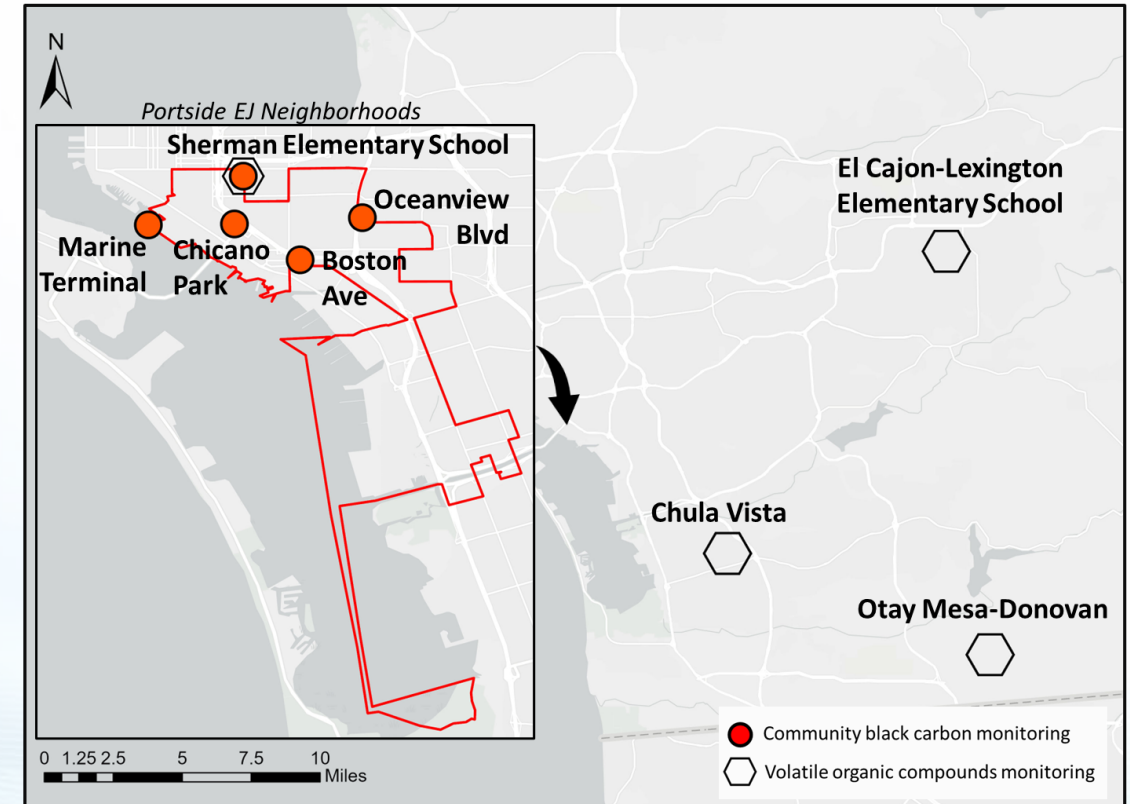 N
Portside EJ Neighborhoods
Sherman Elementary School
Oceanview
Blvd
Marine
Terminal
Chicano
Park
Boston
Ave
El Cajon-Lexington
Elementary School
Chula Vista
Otay Mesa-Donovan
Community black carbon monitoring
Volatile organic compounds monitoring
0 1.25 2.5 5 7.5 10
Miles